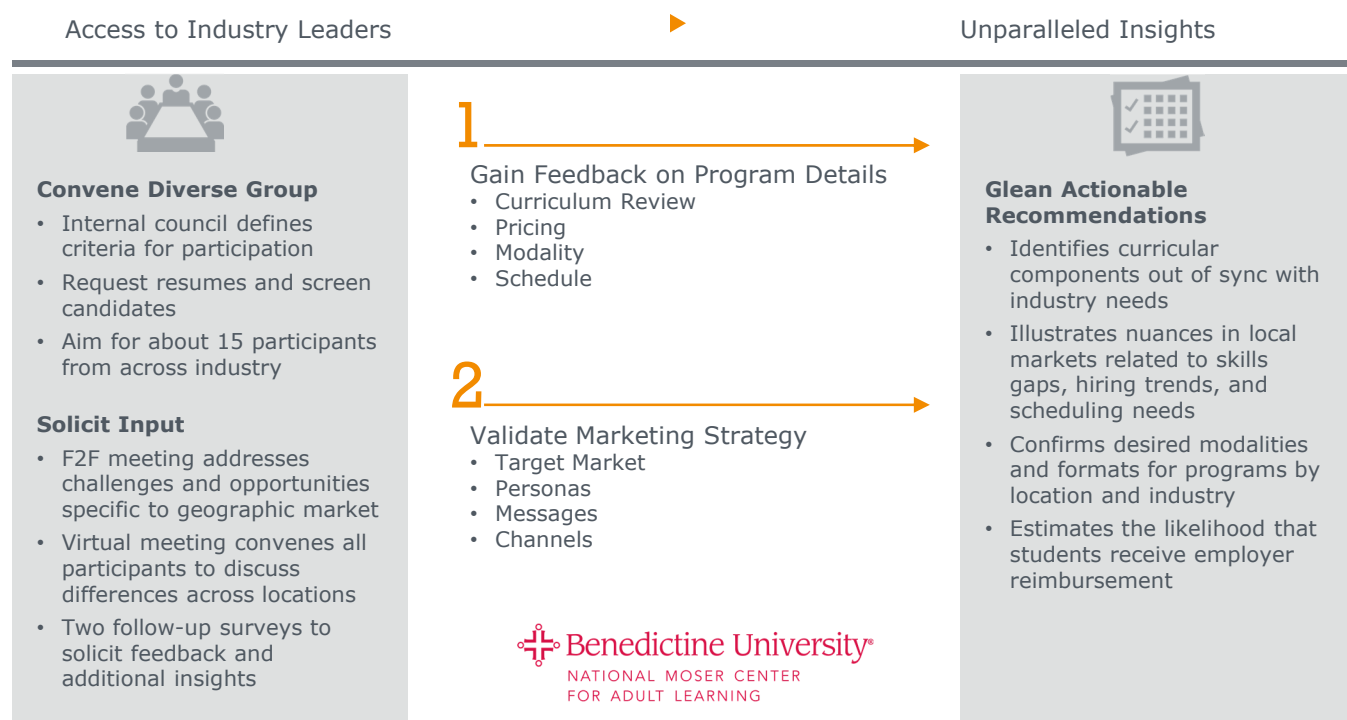 Access to Industry Leaders
Unparalleled Insights
Convene Diverse Group
• Internal council defines
criteria for participation
• Request resumes and screen
candidates
• Aim for about 15 participants
from across industry
Solicit Input
• F2F meeting addresses
challenges and opportunities
specific to geographic market
• Virtual meeting convenes all
participants to discuss
differences across locations
• Two follow-up surveys to
solicit feedback and
additional insights
1
Gain Feedback on Program Details
• Curriculum Review
• Pricing
• Modality
• Schedule
2
Validate Marketing Strategy
• Target Market
• Personas
• Messages
• Channels
Benedictine University®
NATIONAL MOSER CENTER
FOR ADULT LEARNING
Glean Actionable
Recommendations
• Identifies curricular
components out of sync with
industry needs
• Illustrates nuances in local
markets related to skills
gaps, hiring trends, and
scheduling needs
• Confirms desired modalities
and formats for programs by
location and industry
• Estimates the likelihood that
students receive employer
reimbursement